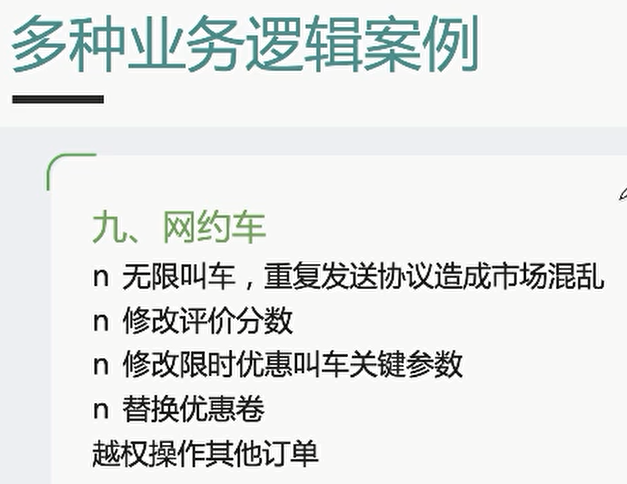 多种业务逻辑案例
九、网约车
n 无限叫车，重复发送协议造成市场混乱
n 修改评价分数
n 修改限时优惠叫车关键参数
n 替换优惠卷
越权操作其他订单